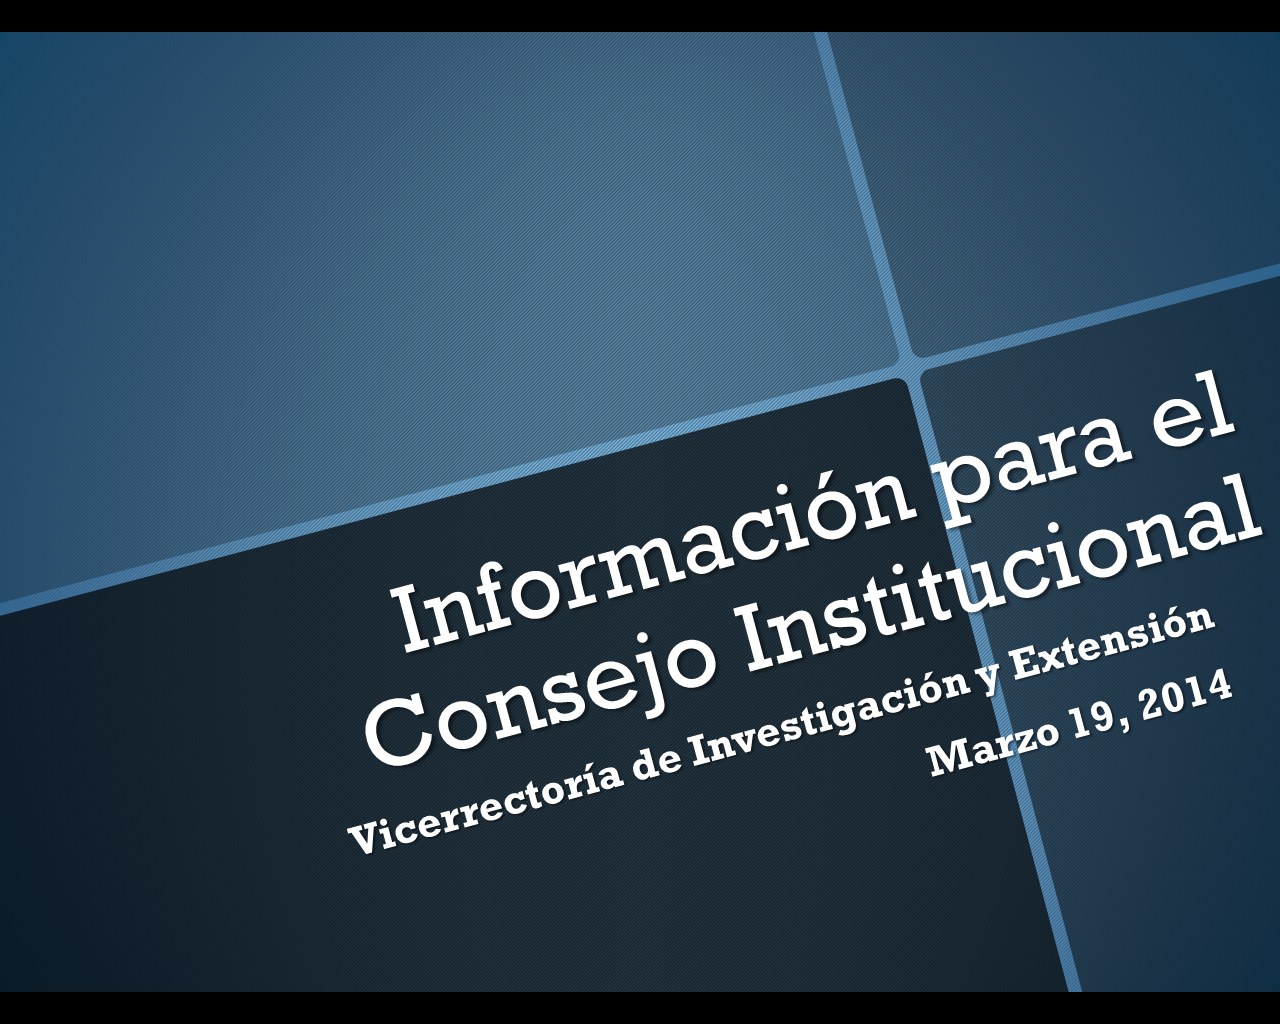 Información para el
Consejo Institucional
Vicerrectoría de Investigación y Extensión
Marzo 19, 2014